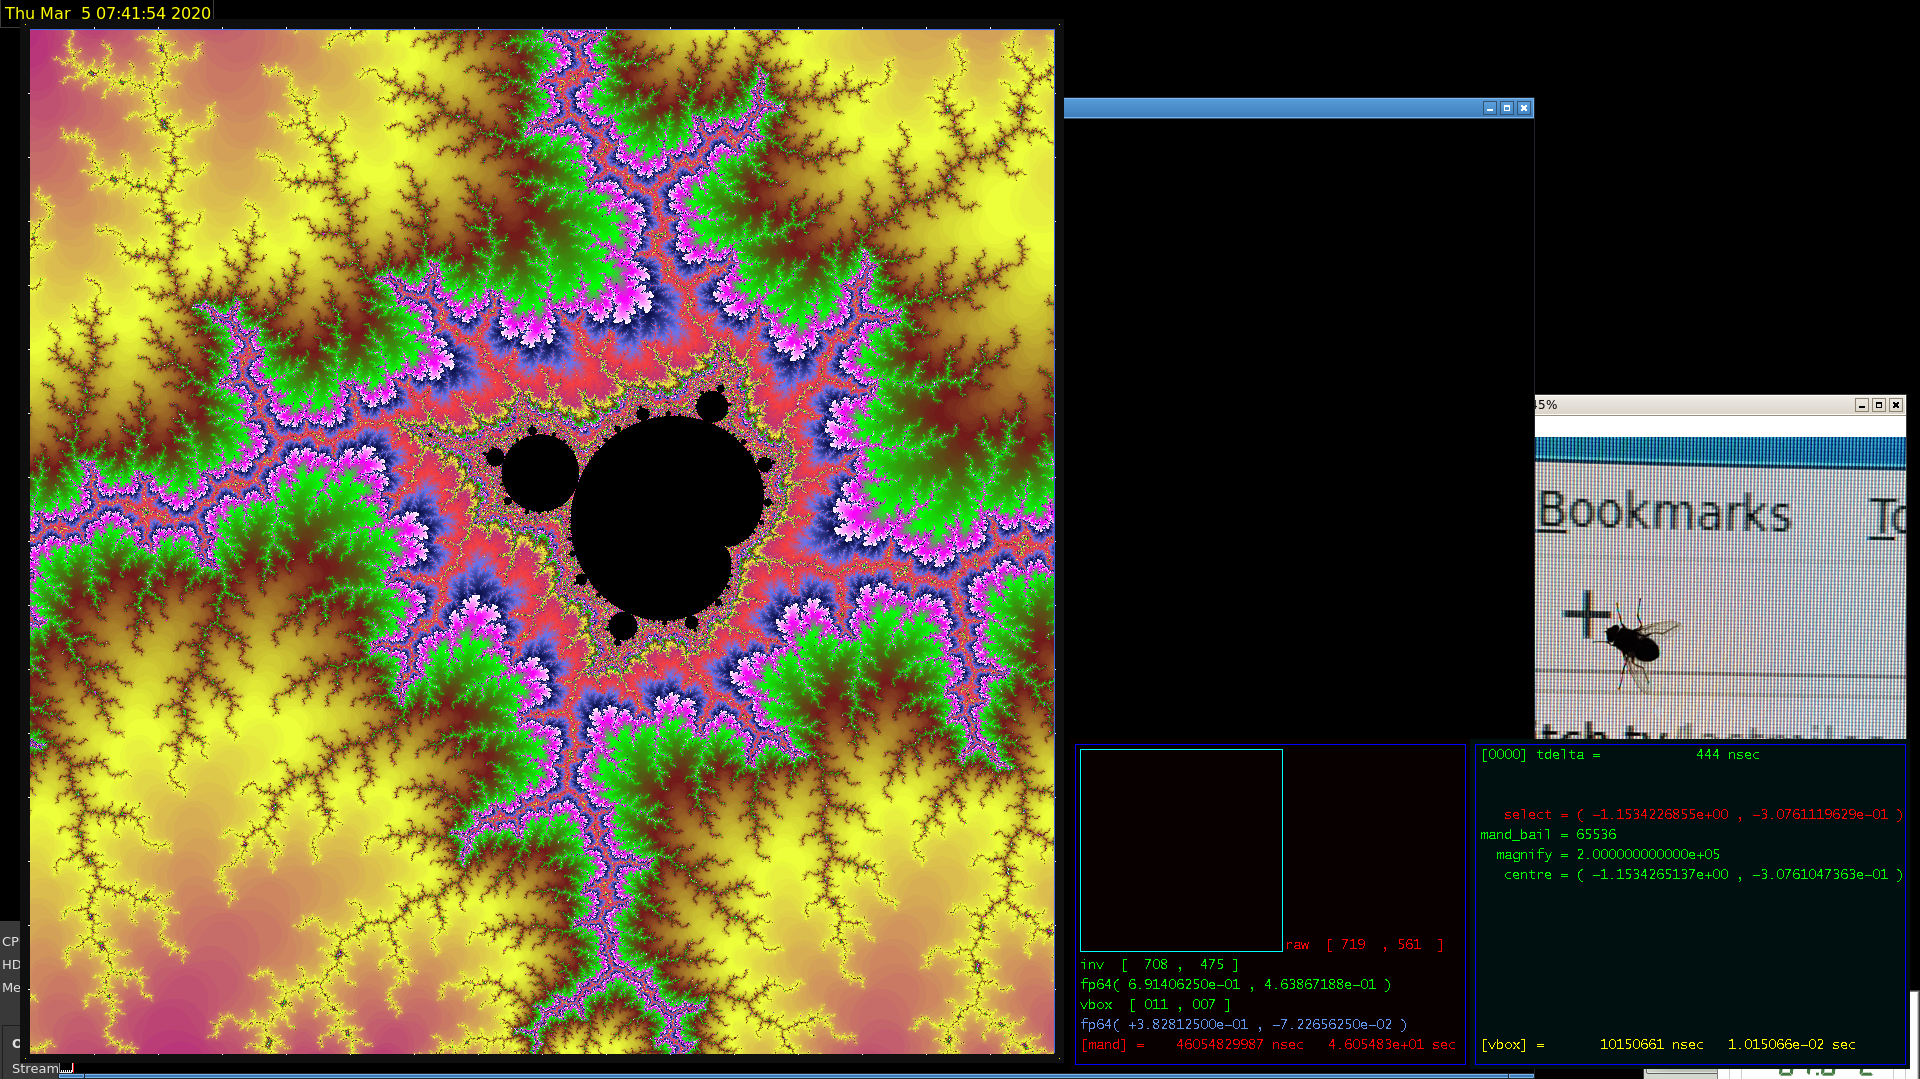 Thu Mar  5 07:41:54 2020
45%
Bookmarks
[0000] tdelta =            444 nsec
select = ( -1.1534226855e+00 , -3.0761119629e-01 )
mand_bail = 65536
magnify = 2.000000000000e+05
centre = ( -1.1534265137e+00 , -3.0761047363e-01 )
raw  [ 719  , 561  ]
inv  [  708 ,  475 ]
fp64( 6.91406250e-01 , 4.63867188e-01 )
vbox  [ 011 , 007 ]
fp64( +3.82812500e-01 , -7.22656250e-02 )
[mand] =    46054829987 nsec   4.605483e+01 sec
[vbox] =       10150661 nsec   1.015066e-02 sec
CP
HD
Me
Stream